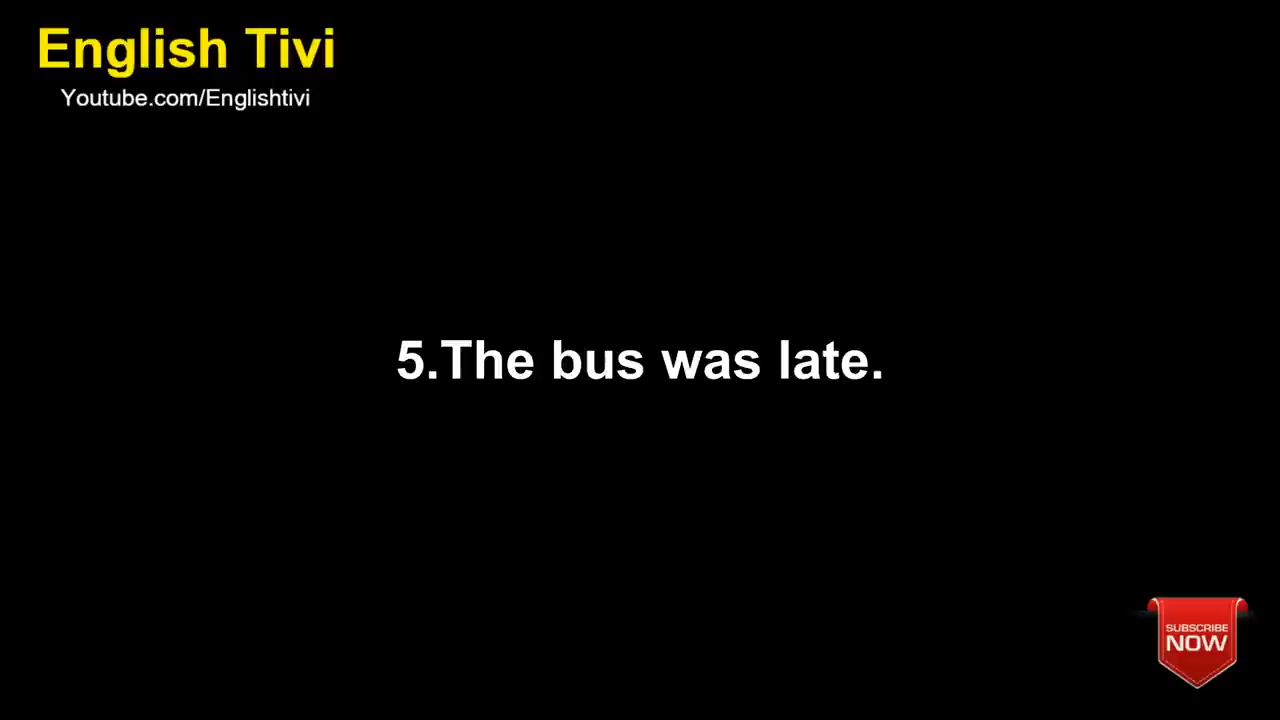 English Tivi
Youtube.com/Englishtivi
5.The bus was late.
SUBSCRIBE
NOW